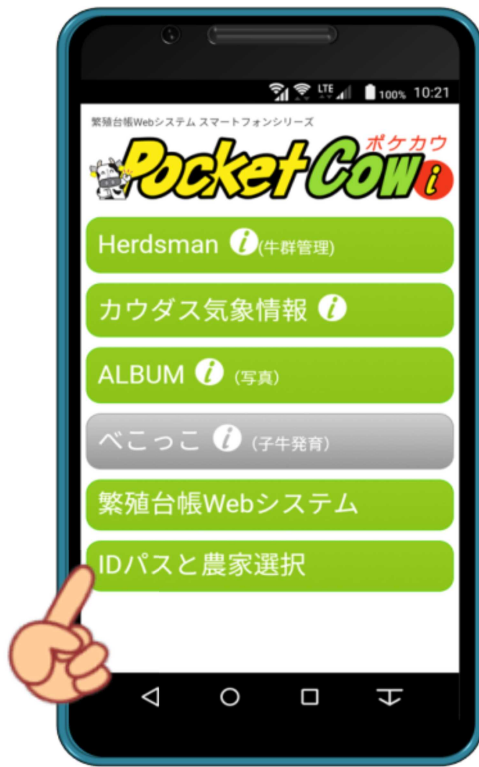 LTE 100% 10:21
繁殖台帳Webシステム スマートフォンシリーズ
ポケカウ
PocketCow i
Herdsman i (牛群管理)
カウダス気象情報 i
ALBUM i (写真)
べこっこ i (子牛発育)
繁殖台帳Webシステム
IDパスと農家選択